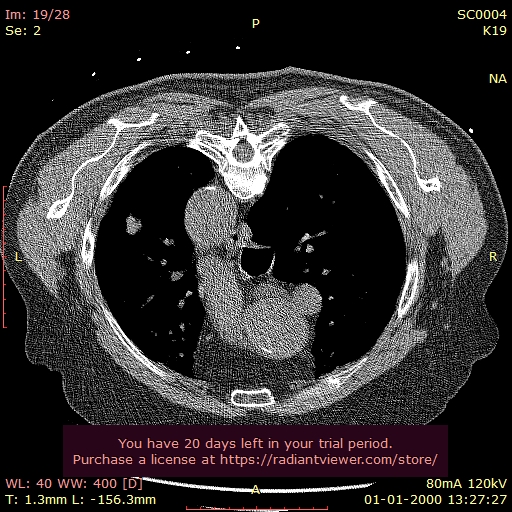 Im: 19/28
Se: 2
P
SC0004
K19
NA
L
R
You have 20 days left in your trial period.
Purchase a license at https://radiantviewer.com/store/
WL: 40 WW: 400 [D]
T: 1.3mm L: -156.3mm
A
80mA 120kV
01-01-2000 13:27:27